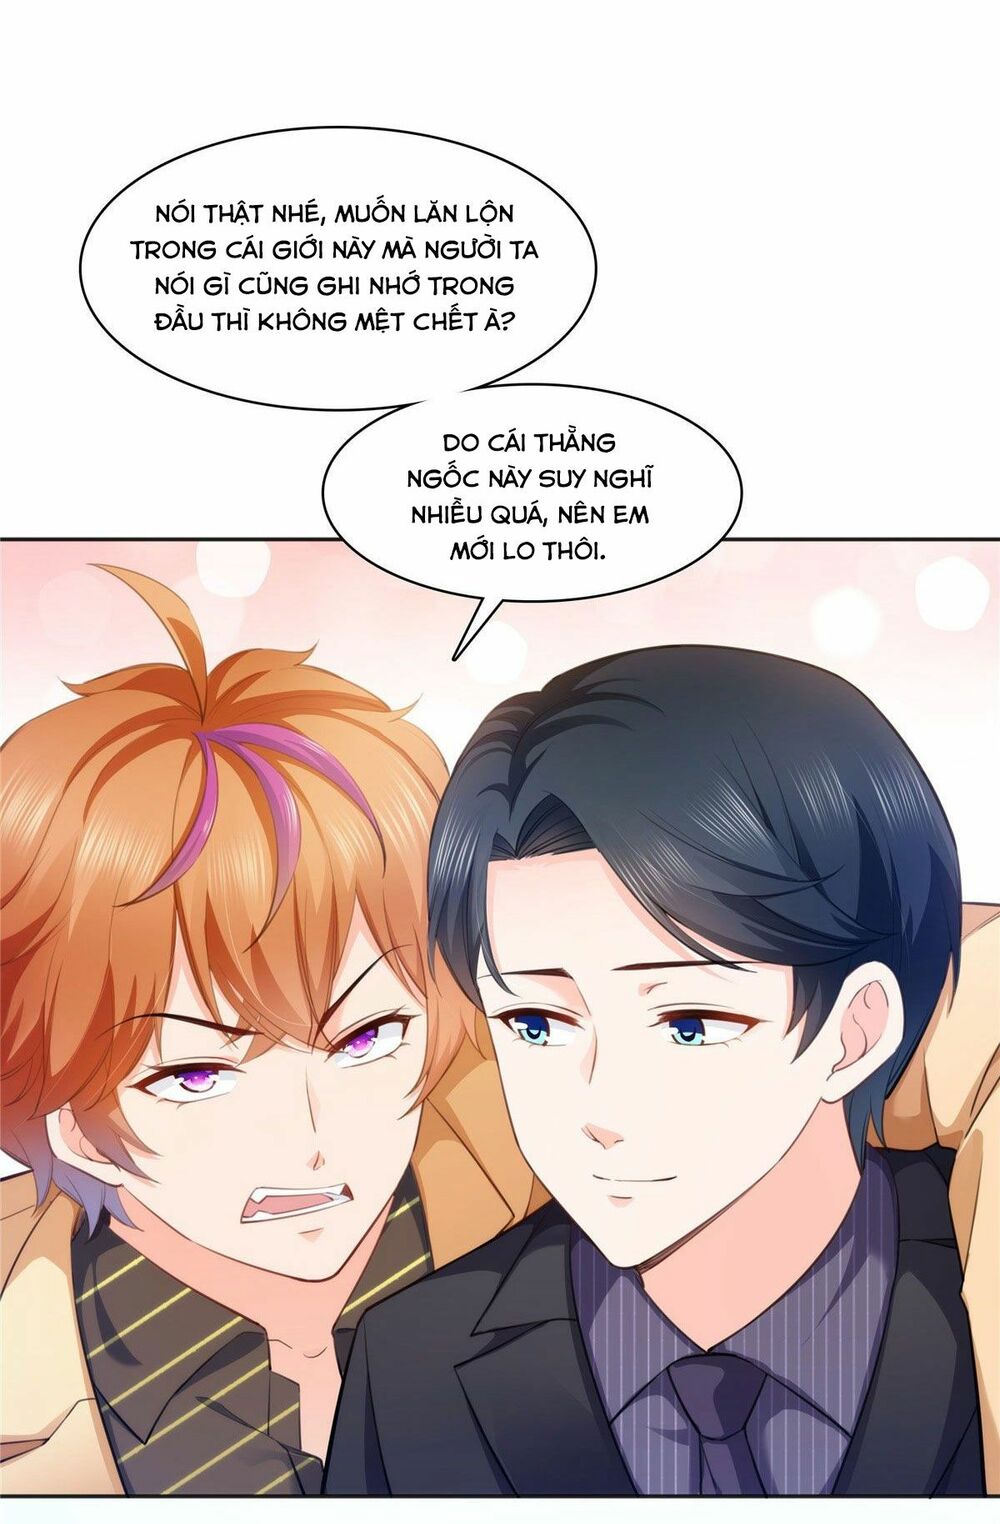 NÓI THẬT NHÉ, MUỐN LĂN LỘN
TRONG CÁI GIỚI NÀY MÀ NGƯỜI TA
NÓI GÌ CŨNG GHI NHỚ TRONG
ĐẦU THÌ KHÔNG MỆT CHẾT À?
DO CÁI THẰNG
NGỐC NÀY SUY NGHĨ
NHIỀU QUÁ, NÊN EM
MỚI LO THÔI.